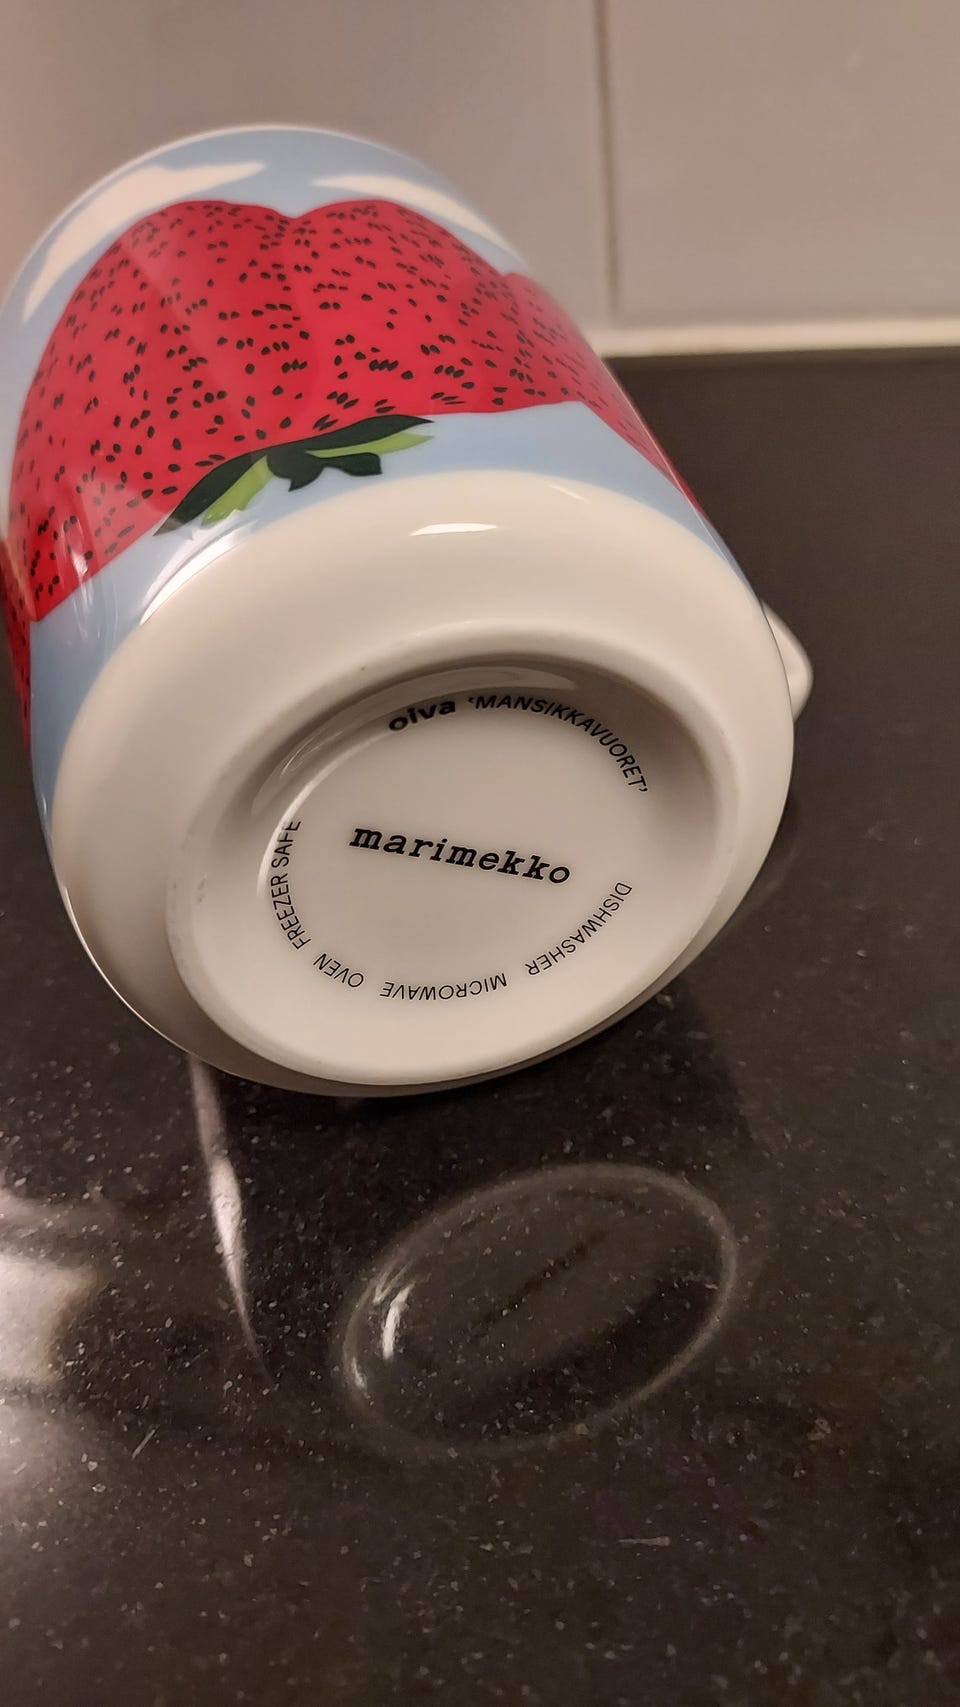 oiva ‘MANSIKKAVUORET’
marimekko
DISHWASHER MICROWAVE OVEN FREEZER SAFE